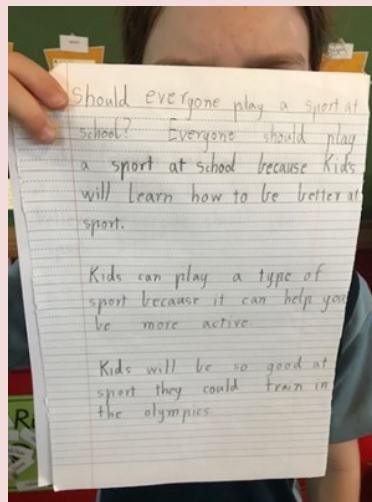 Should everyone play a sport at
school? Everyone should play
a sport at school because Kids
will Learn how to be better at
sport.
Kids can play a type of
sport because it can help you
be more active
Kids will be so good at
sport they could train in
the olympics.